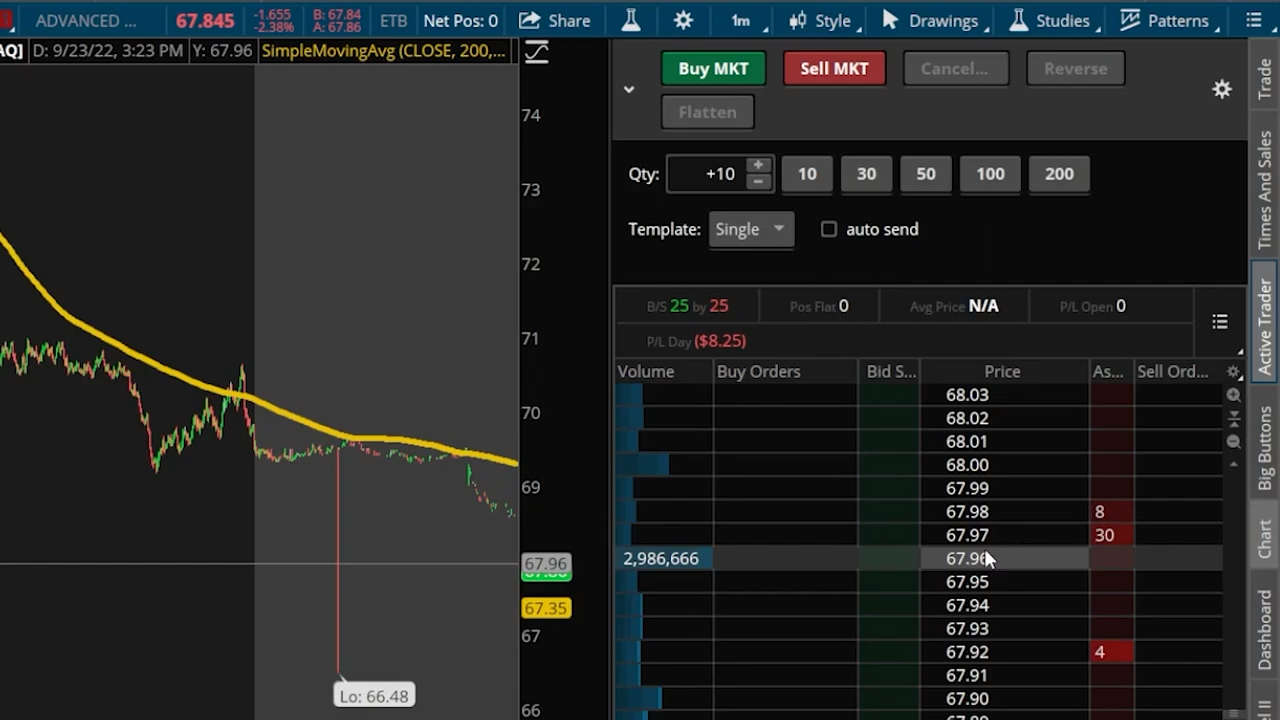 ADVANCED ... 67.845 -1.655 -2.38% B: 67.84 A: 67.86 ETB Net Pos: 0 Share 1m Style Drawings Studies Patterns
AQ] D: 9/23/22, 3:23 PM Y: 67.96 SimpleMovingAvg (CLOSE, 200,...
74
73
72
71
70
69
67.96
67.35
67
66
Lo: 66.48
Buy MKT Sell MKT Cancel... Reverse
Flatten
Qty: +10 10 30 50 100 200
Template: Single auto send
B/S 25 by 25 Pos Flat 0 Avg Price N/A P/L Open 0
P/L Day ($8.25)
Volume Buy Orders Bid S... Price As... Sell Ord...
68.03
68.02
68.01
68.00
67.99
67.98 8
67.97 30
2,986,666 67.96
67.95
67.94
67.93
67.92 4
67.91
67.90
Trade
Times And Sales
Active Trader
Big Buttons
Chart
Dashboard